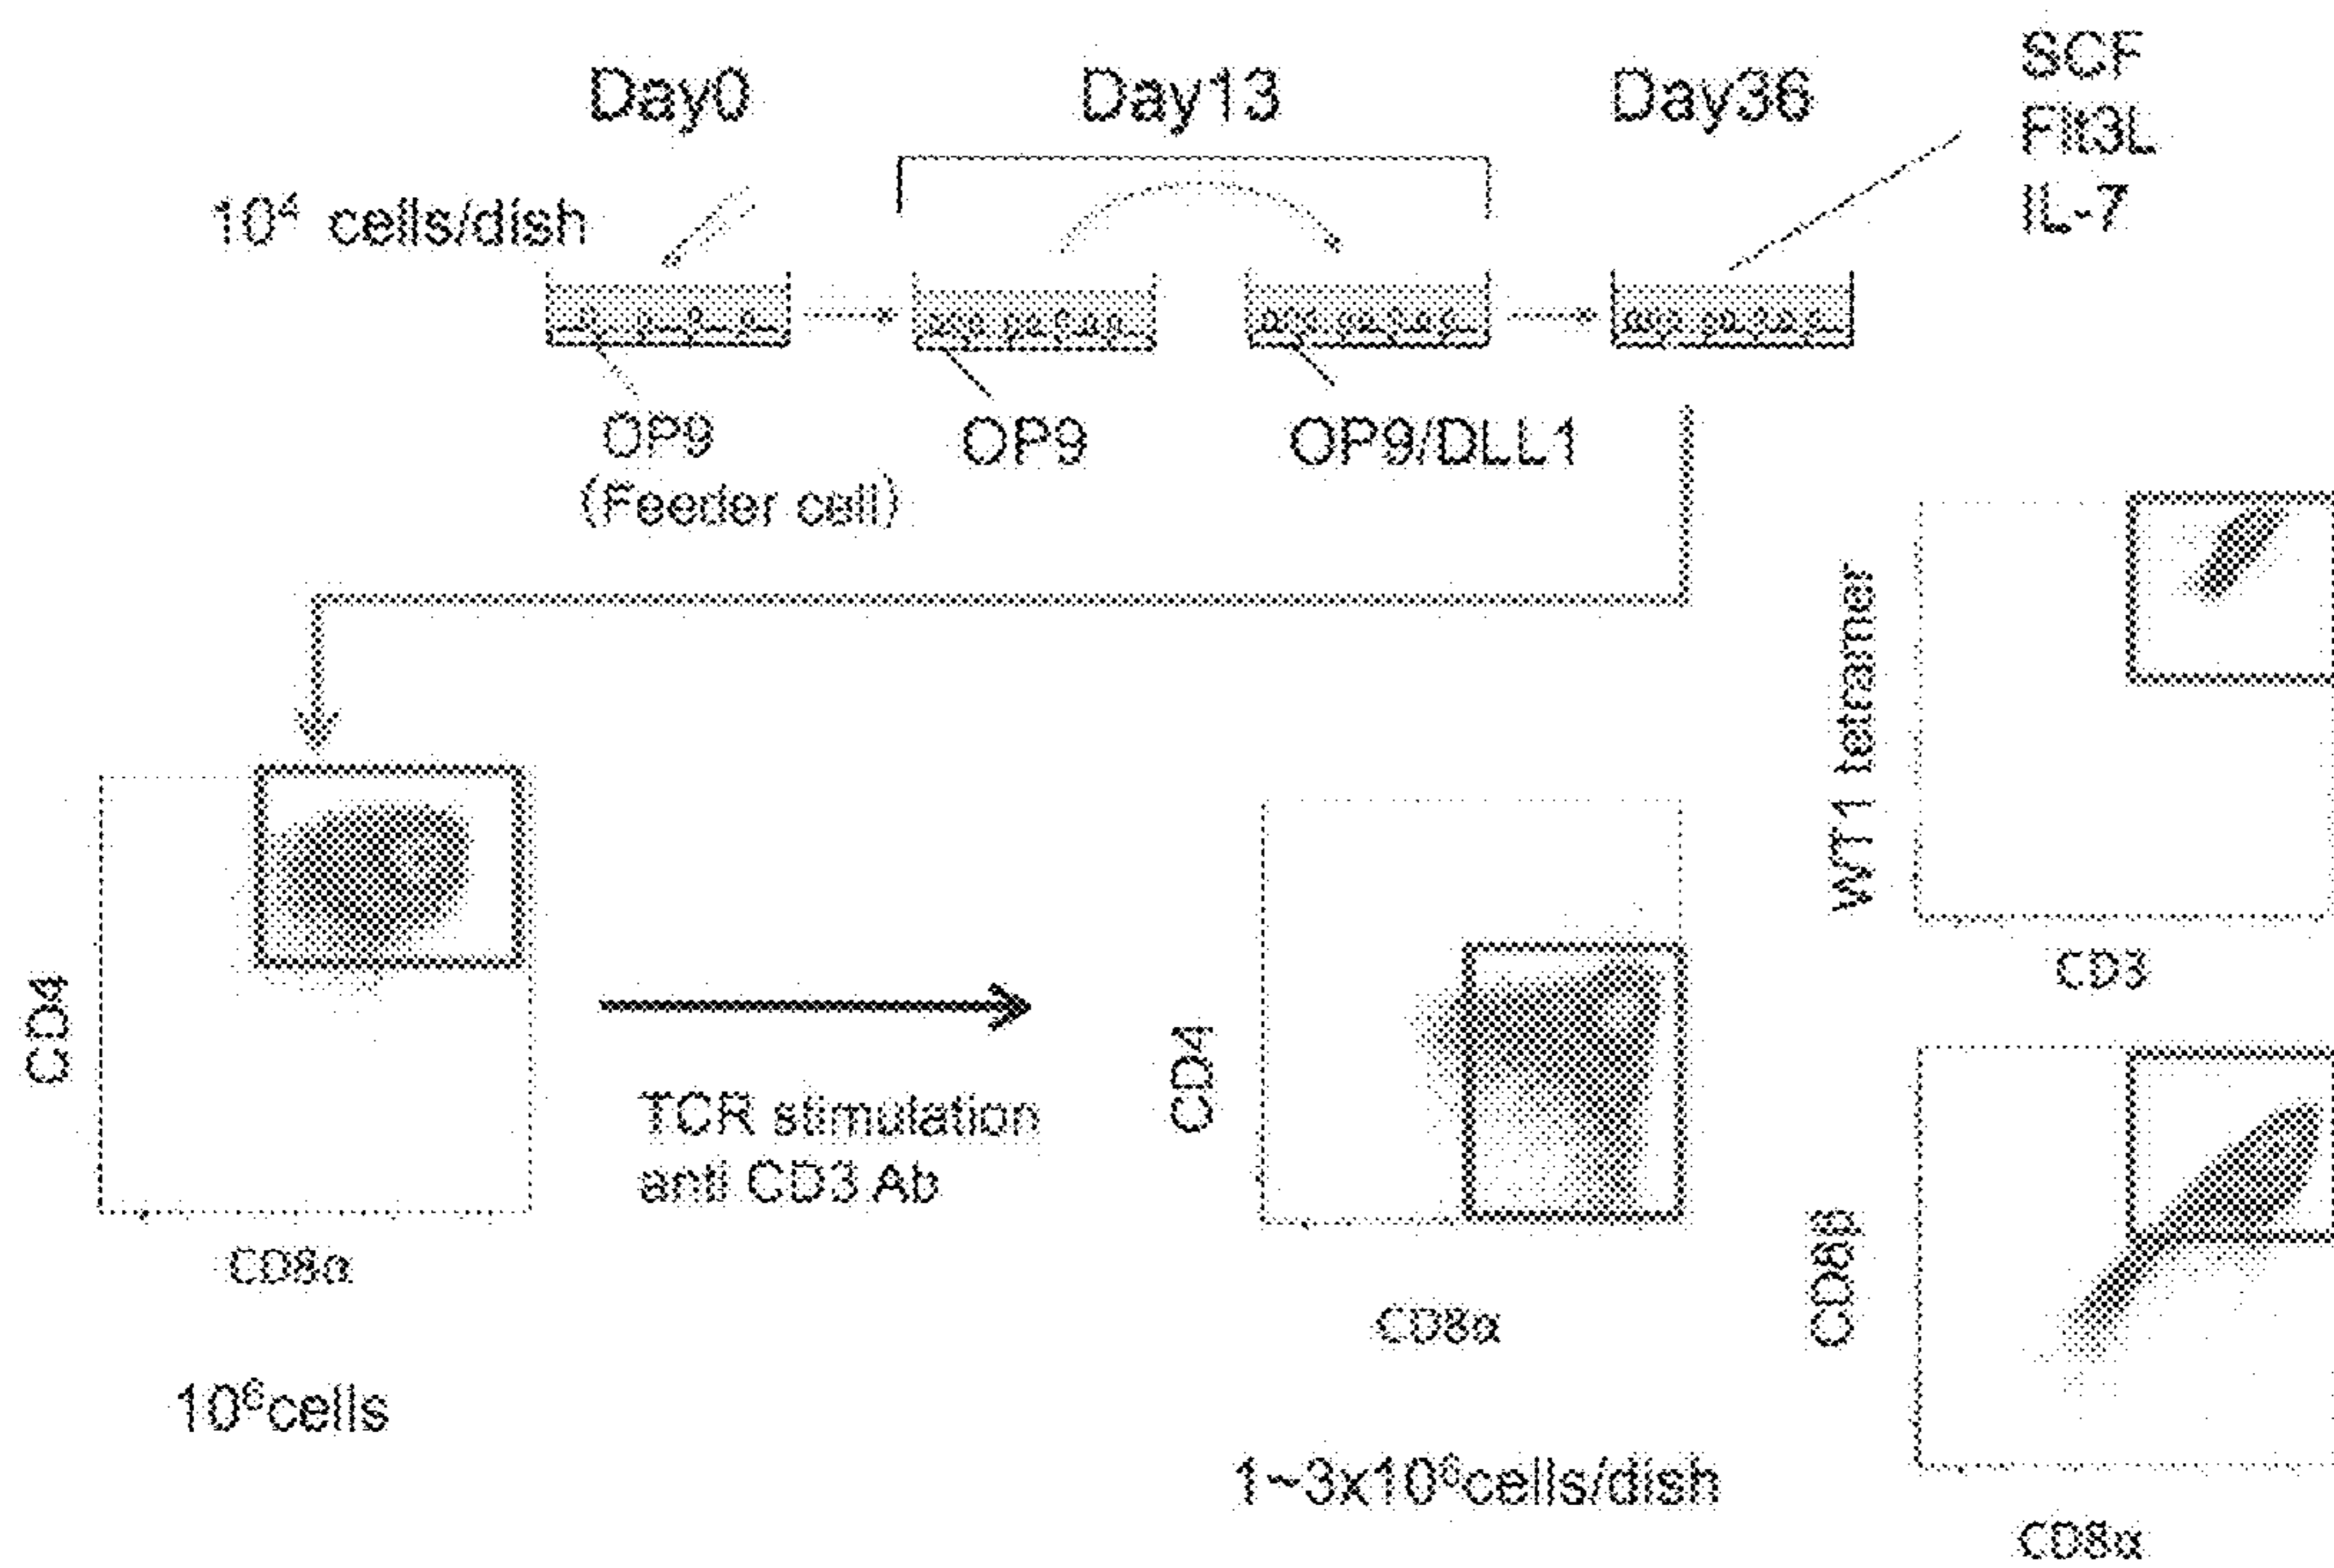 Day0
Day13
Day36
SCF
Flt3L
IL-7
10⁴ cells/dish
OP9
(Feeder cell)
OP9
OP9/DLL1
WT1 tetramer
CD3
CD4
CD8α
10⁶cells
TCR stimulation
anti CD3 Ab
CD4
CD8α
1~3x10⁶cells/dish
CD8β
CD8α